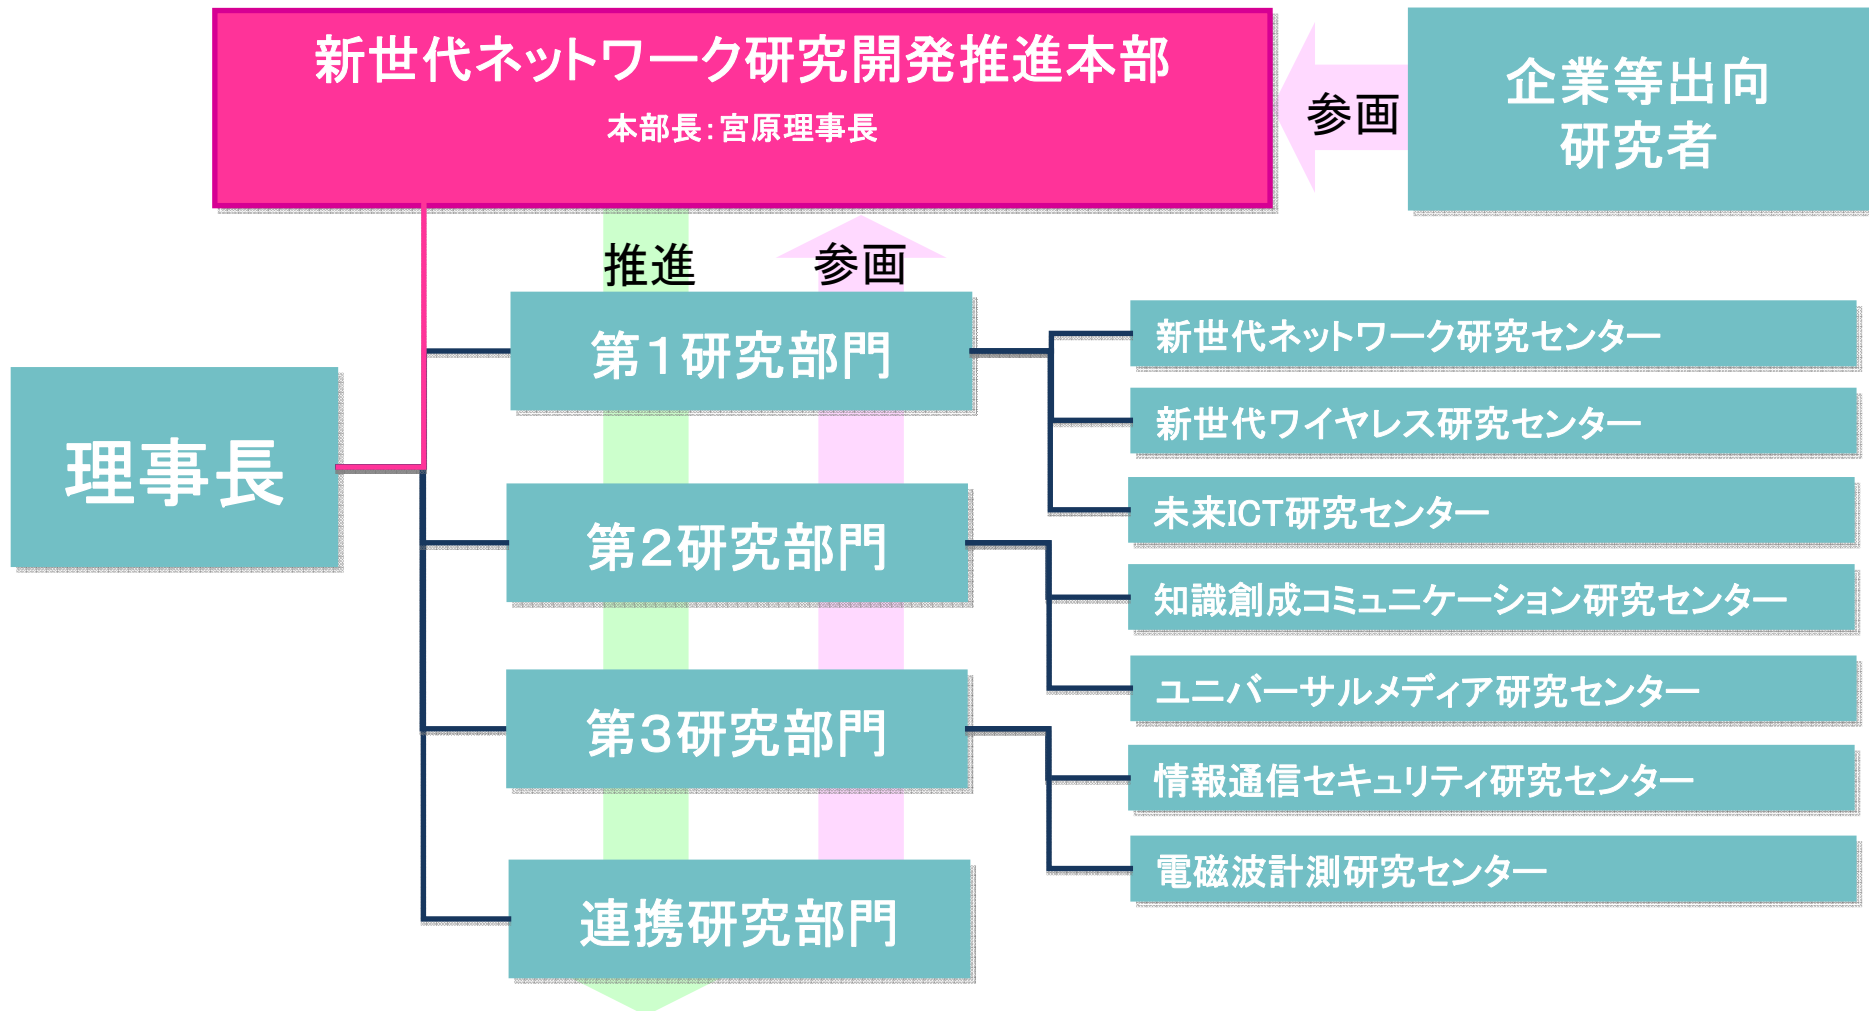 新世代ネットワーク研究開発推進本部
本部長：宮原理事長
企業等出向
研究者
参画
推進
参画
理事長
第１研究部門
第２研究部門
第３研究部門
連携研究部門
新世代ネットワーク研究センター
新世代ワイヤレス研究センター
未来ICT研究センター
知識創成コミュニケーション研究センター
ユニバーサルメディア研究センター
情報通信セキュリティ研究センター
電磁波計測研究センター